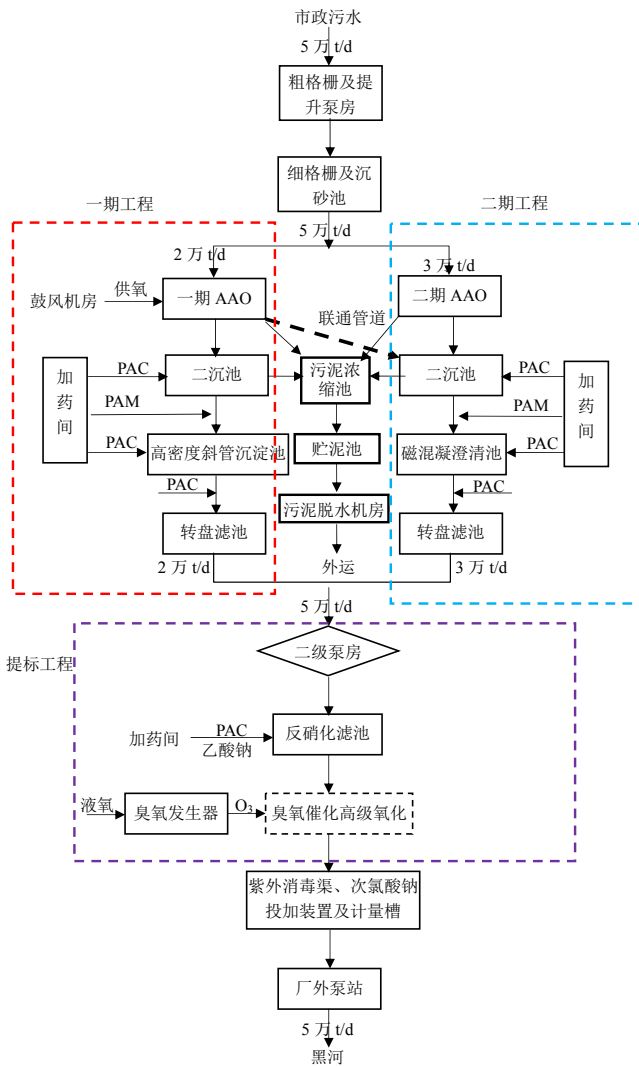 市政污水
5 万 t/d
粗格栅及提
升泵房
细格栅及沉
砂池
一期工程
二期工程
5 万 t/d
2 万 t/d
3 万 t/d
鼓风机房
供氧
一期 AAO
二期 AAO
联通管道
加
药
间
PAC
二沉池
污泥浓
缩池
二沉池
PAC
加
药
间
PAM
PAM
PAC
高密度斜管沉淀池
贮泥池
磁混凝澄清池
PAC
PAC
PAC
污泥脱水机房
转盘滤池
转盘滤池
2 万 t/d
外运
3 万 t/d
5 万 t/d
提标工程
二级泵房
加药间
PAC
乙酸钠
反硝化滤池
液氧
臭氧发生器
O3
臭氧催化高级氧化
紫外消毒渠、次氯酸钠
投加装置及计量槽
厂外泵站
5 万 t/d
黑河